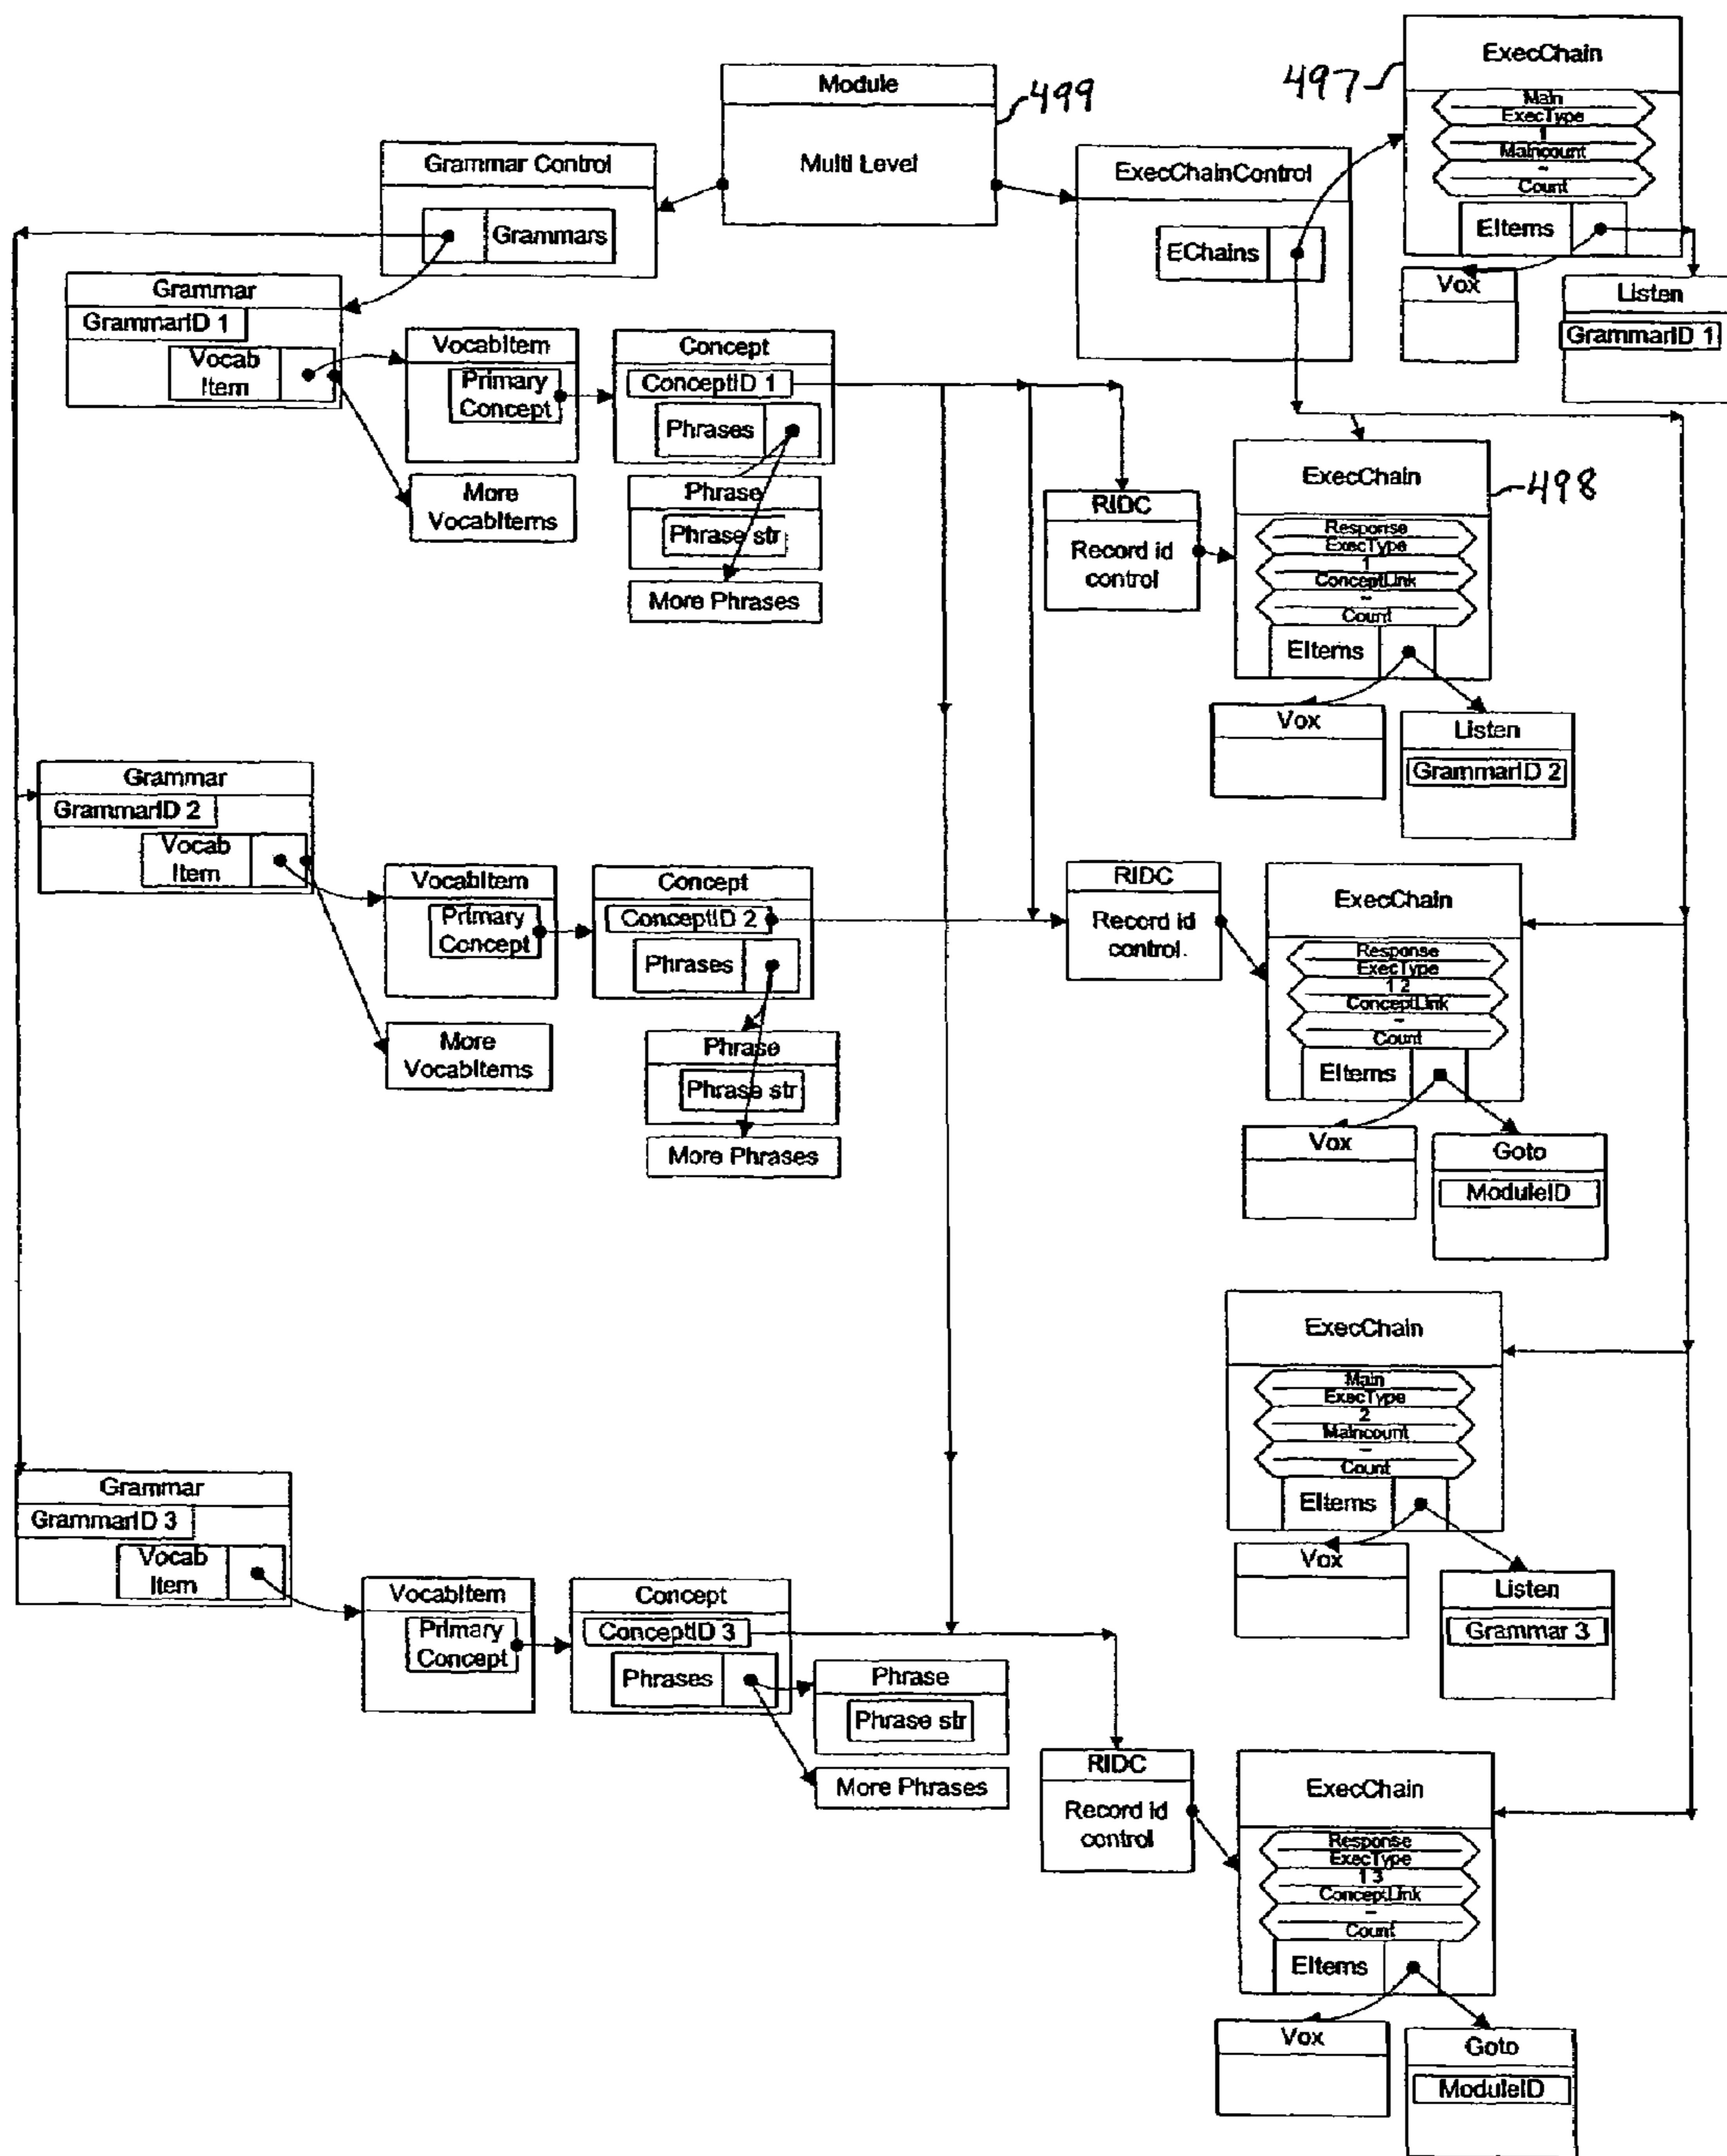 ExecChain
497
Main
ExecType
1
Maincount
-
Count
EItems
Vox
Listen
GrammarID 1
Module
499
Multi Level
Grammar Control
Grammars
ExecChainControl
EChains
Grammar
GrammarID 1
Vocab
Item
VocabItem
Primary
Concept
More
VocabItems
Concept
ConceptID 1
Phrases
Phrase
Phrase str
More Phrases
RIDC
Record id
control
ExecChain
498
Response
ExecType
1
ConceptLink
-
Count
EItems
Vox
Listen
GrammarID 2
Grammar
GrammarID 2
Vocab
Item
VocabItem
Primary
Concept
More
VocabItems
Concept
ConceptID 2
Phrases
Phrase
Phrase str
More Phrases
RIDC
Record id
control.
ExecChain
Response
ExecType
1 2
ConceptLink
-
Count
EItems
Vox
Goto
ModuleID
ExecChain
Main
ExecType
2
Maincount
-
Count
EItems
Vox
Listen
Grammar 3
Grammar
GrammarID 3
Vocab
Item
VocabItem
Primary
Concept
Concept
ConceptID 3
Phrases
Phrase
Phrase str
More Phrases
RIDC
Record id
control
ExecChain
Response
ExecType
1 3
ConceptLink
-
Count
EItems
Vox
Goto
ModuleID